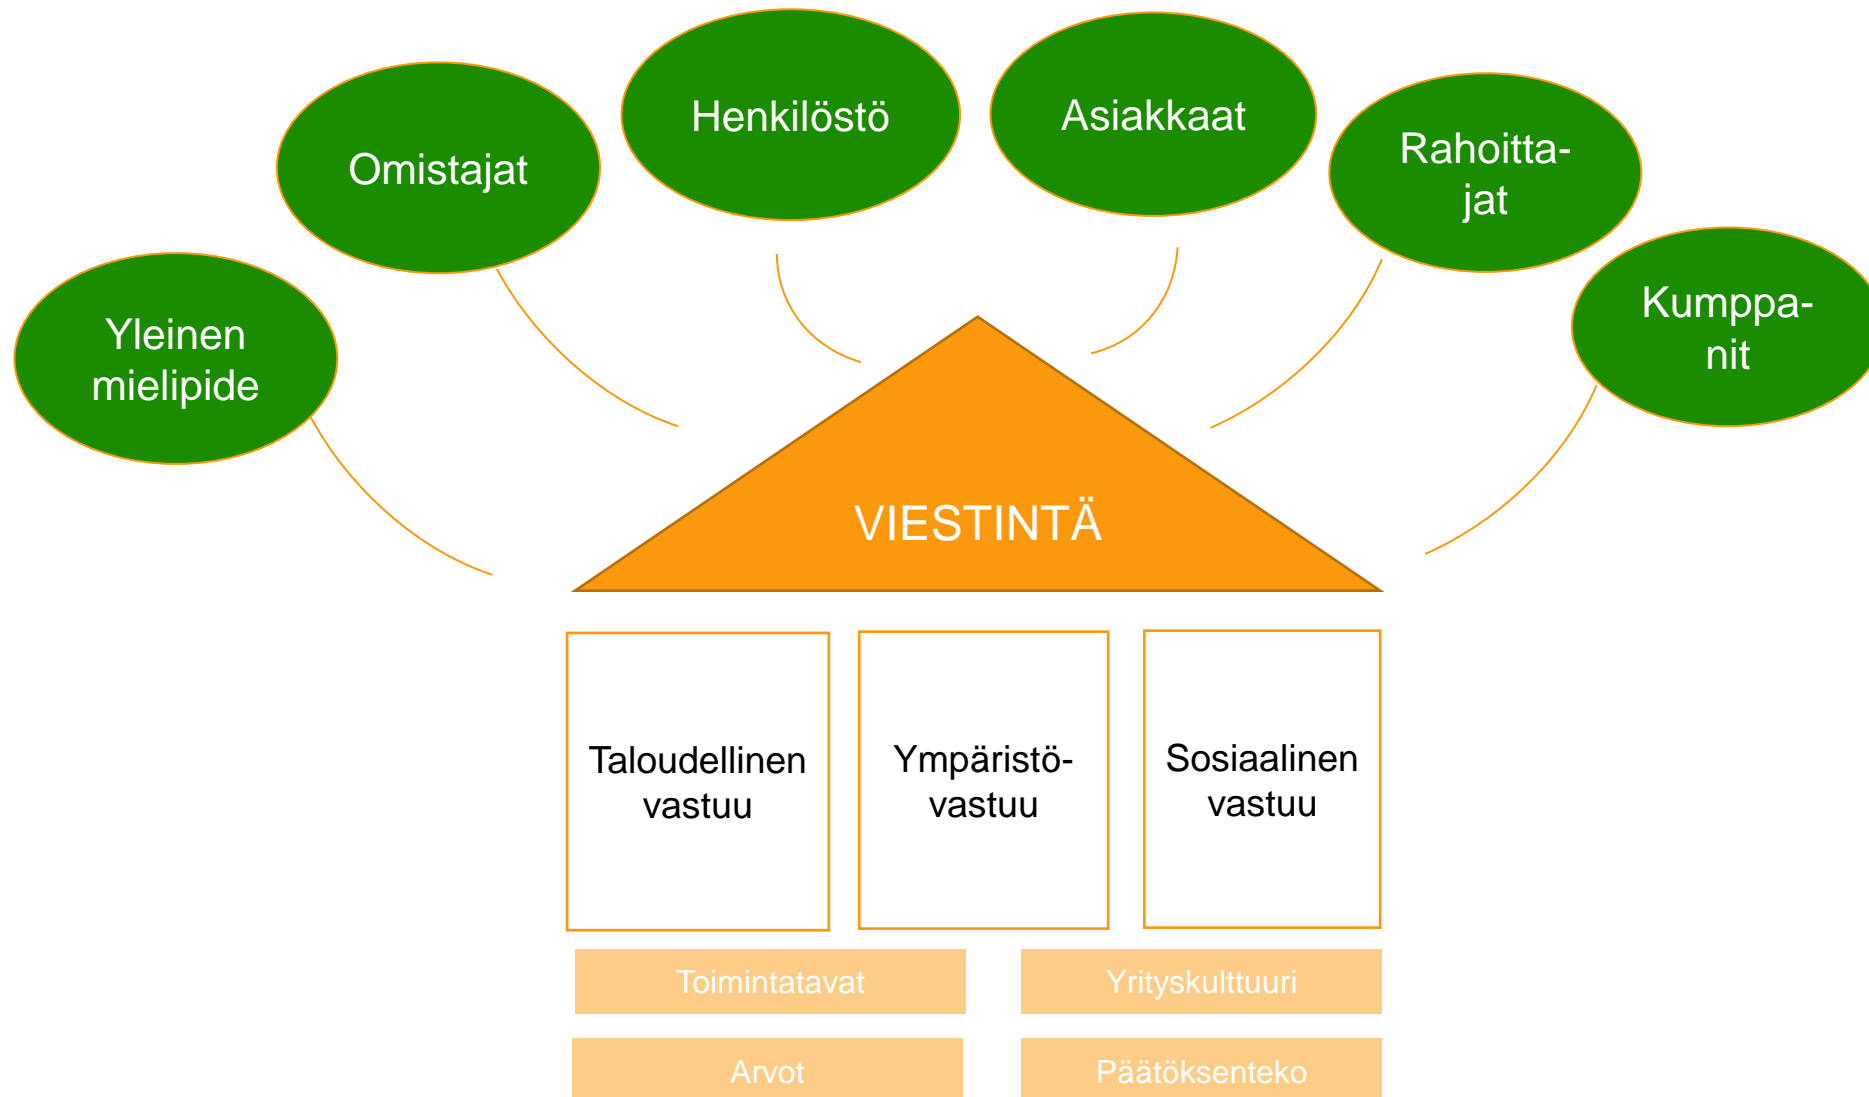 Henkilöstö
Asiakkaat
Omistajat
Rahoitta-
jat
Yleinen
mielipide
Kumppa-
nit
VIESTINTÄ
Taloudellinen
vastuu
Ympäristö-
vastuu
Sosiaalinen
vastuu
Toimintatavat
Yrityskulttuuri
Arvot
Päätöksenteko